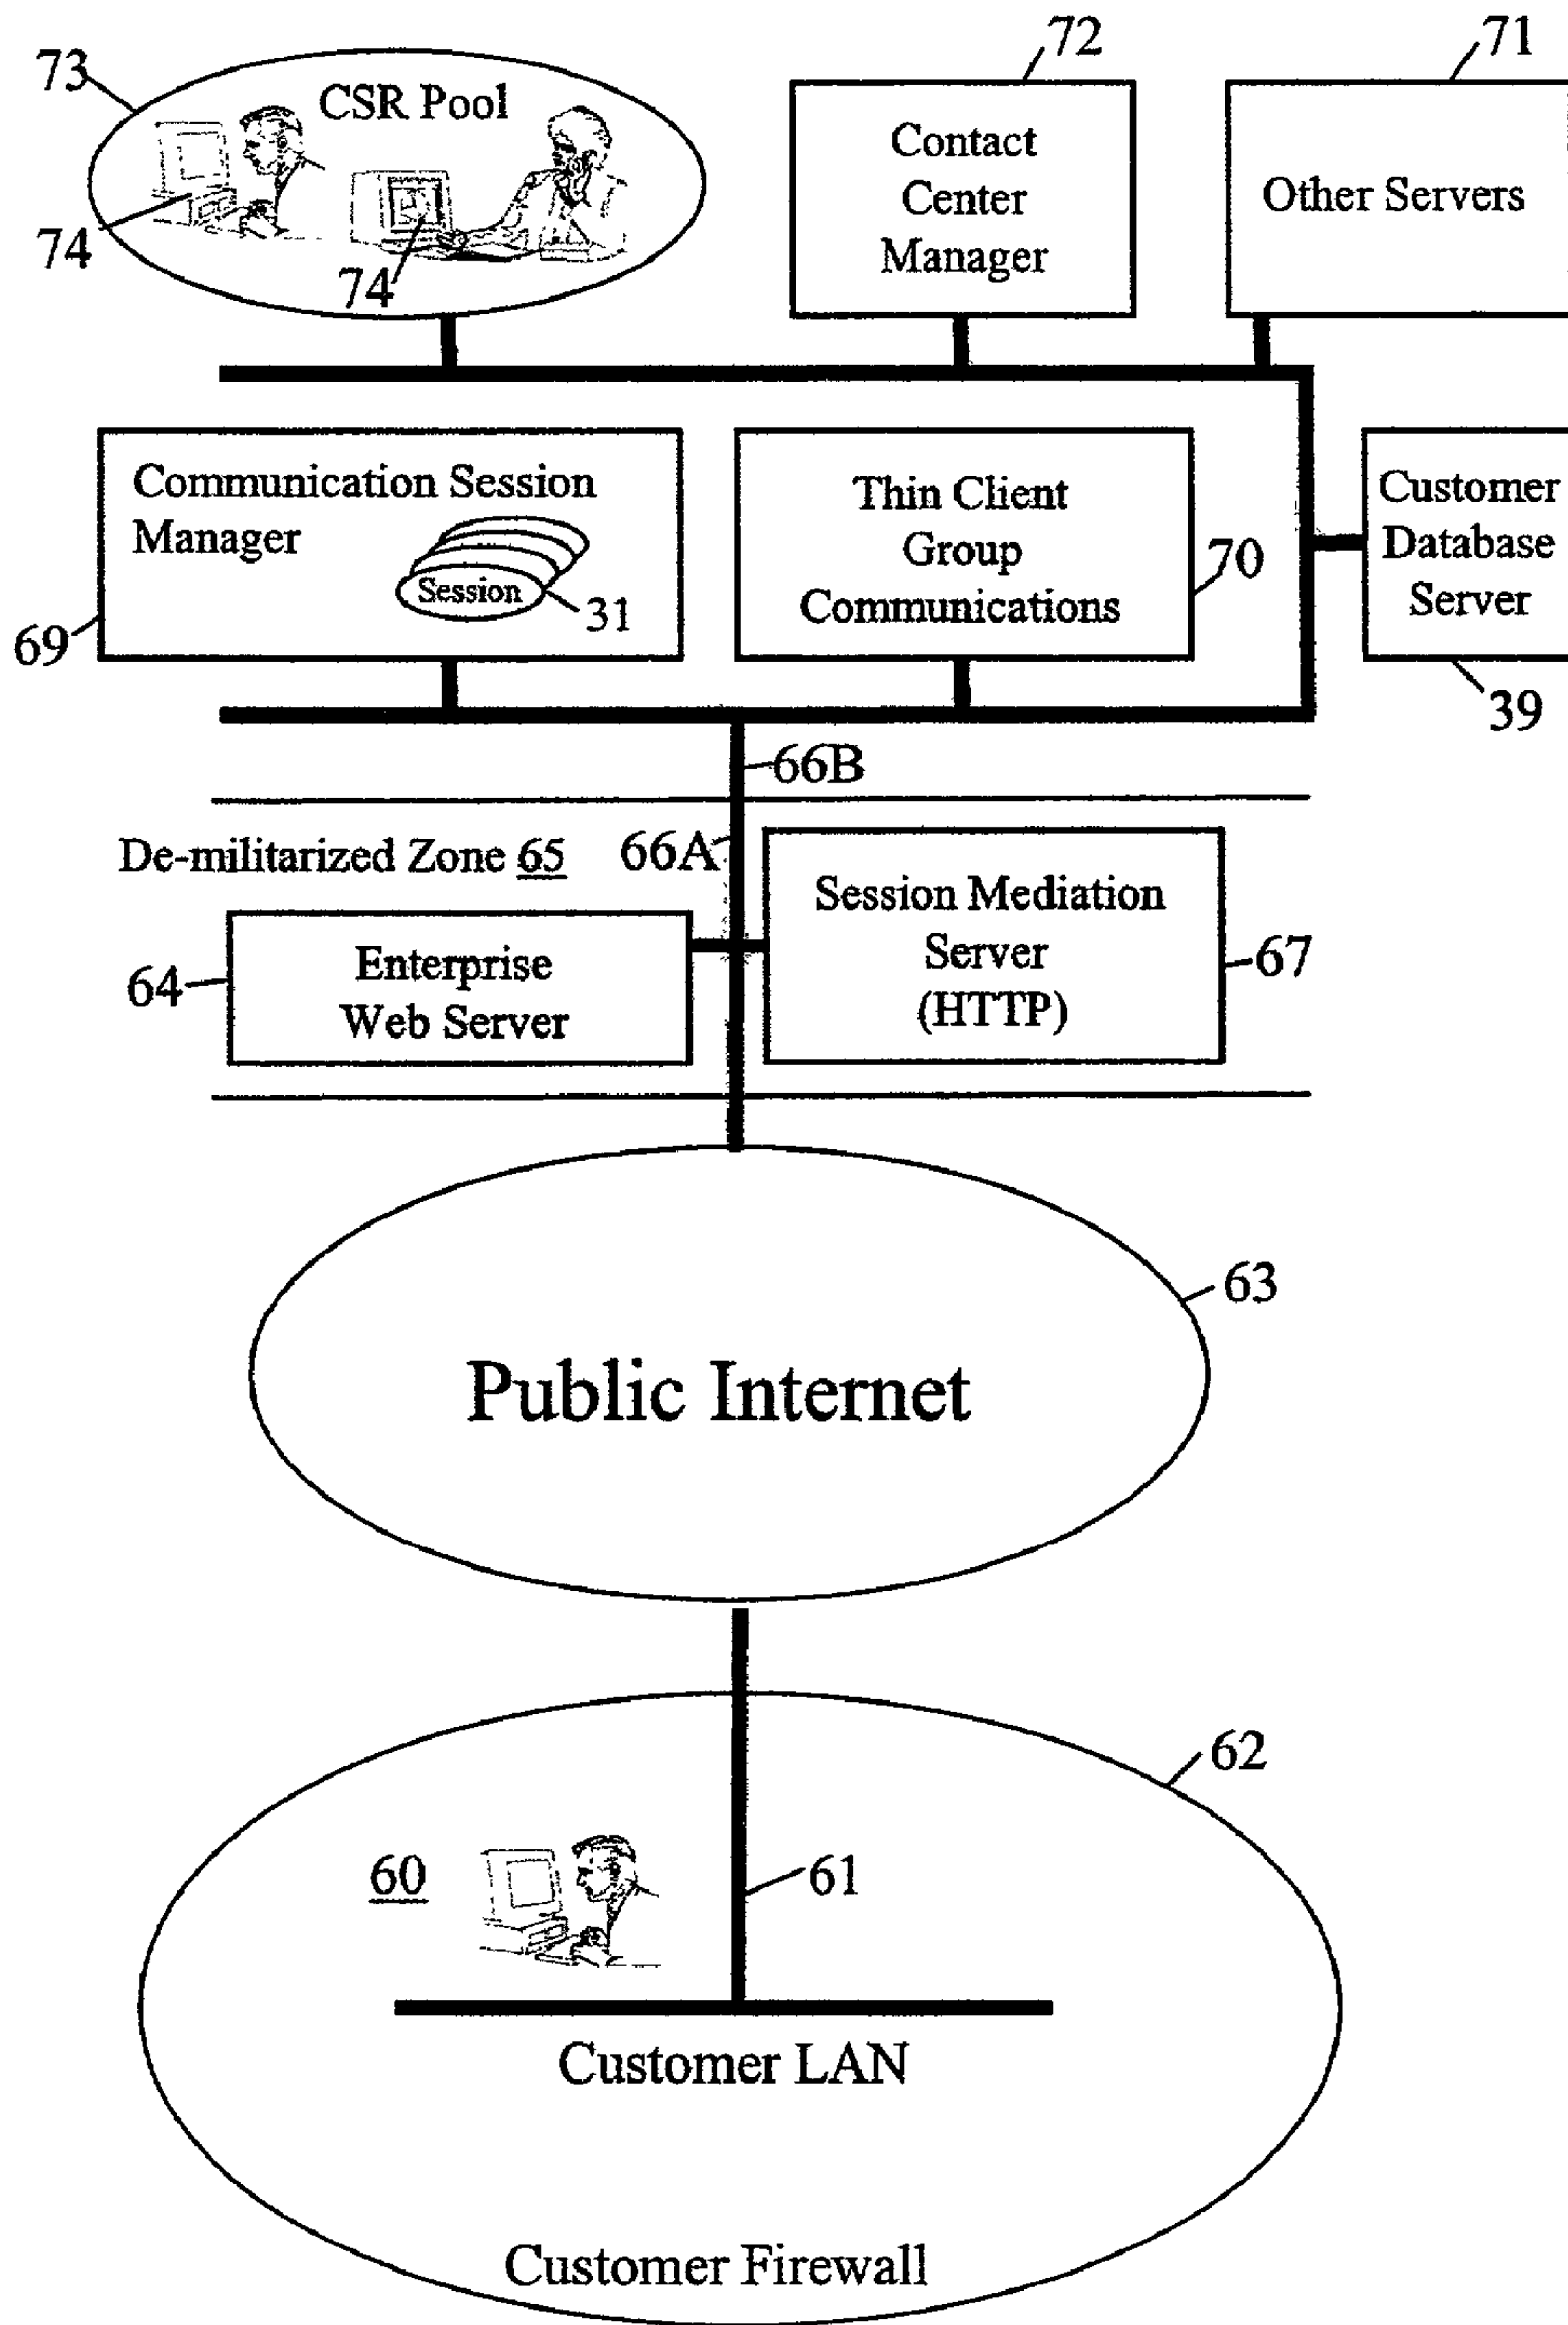 73
CSR Pool
74
74
72
Contact
Center
Manager
71
Other Servers
Communication Session
Manager
Session
31
69
Thin Client
Group
Communications
70
Customer
Database
Server
39
66B
De-militarized Zone 65
66A
Enterprise
Web Server
64
Session Mediation
Server
(HTTP)
67
63
Public Internet
62
60
61
Customer LAN
Customer Firewall